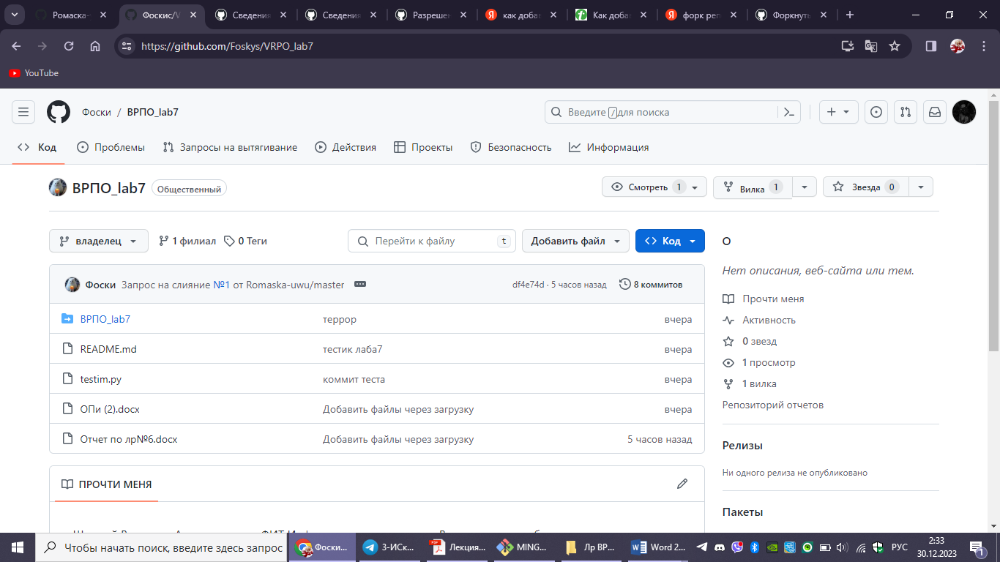 Ромаска-
Фоскис/V
Сведения
Сведения
Разрешен
как добав
Как добав
форк реп
Форкнуть
https://github.com/Foskys/VRPO_lab7
YouTube
Фоски / ВРПО_lab7
Введите / для поиска
Код
Проблемы
Запросы на вытягивание
Действия
Проекты
Безопасность
Информация
ВРПО_lab7 Общественный
Смотреть 1
Вилка 1
Звезда 0
владелец
1 филиал
0 Теги
Перейти к файлу t
Добавить файл
Код
Фоски Запрос на слияние №1 от Romaska-uwu/master
df4e74d · 5 часов назад
8 коммитов
ВРПО_lab7 террор вчера
README.md тестик лаба7 вчера
testim.py коммит теста вчера
ОПи (2).docx Добавить файлы через загрузку вчера
Отчет по лр№6.docx Добавить файлы через загрузку 5 часов назад
ПРОЧТИ МЕНЯ
О
Нет описания, веб-сайта или тем.
Прочти меня
Активность
0 звезд
1 просмотр
1 вилка
Репозиторий отчетов
Релизы
Ни одного релиза не опубликовано
Пакеты
Чтобы начать поиск, введите здесь запрос
Фоски...
3-ИСк...
Лекция...
MING...
Лр ВР...
Word 2...
РУС
2:33
30.12.2023
1